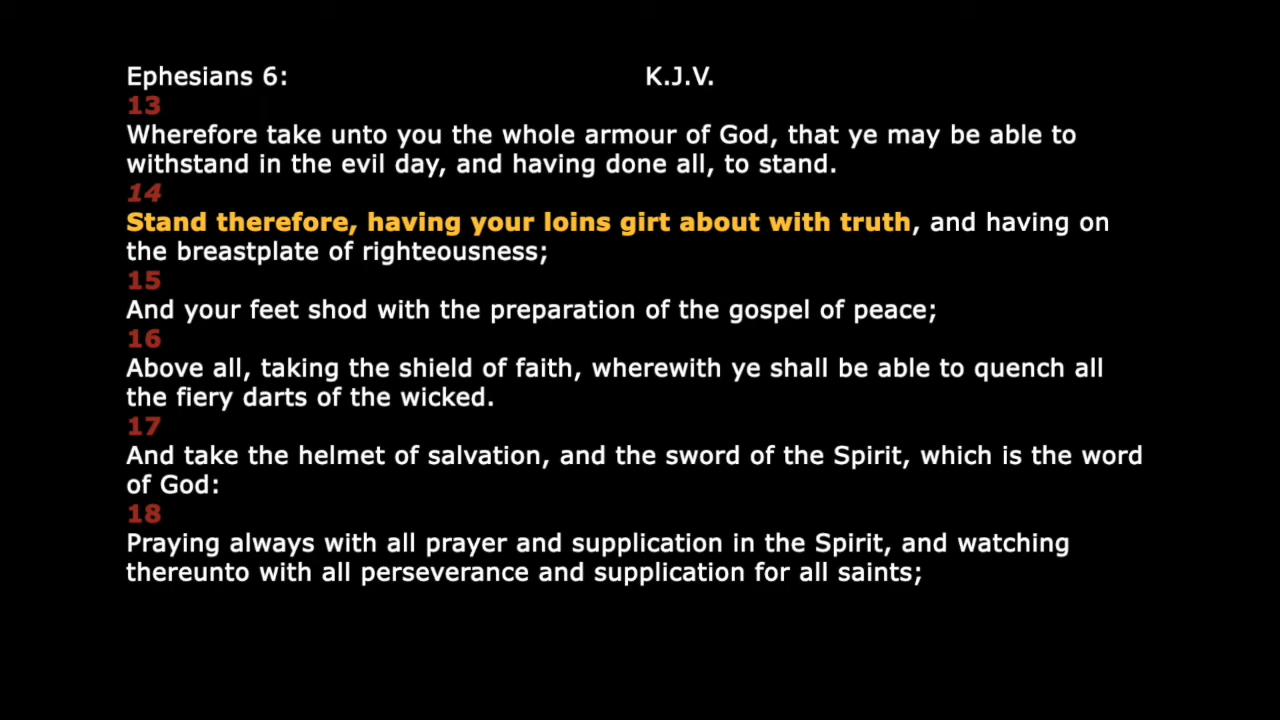 Ephesians 6: K.J.V.
13
Wherefore take unto you the whole armour of God, that ye may be able to
withstand in the evil day, and having done all, to stand.
14
Stand therefore, having your loins girt about with truth, and having on
the breastplate of righteousness;
15
And your feet shod with the preparation of the gospel of peace;
16
Above all, taking the shield of faith, wherewith ye shall be able to quench all
the fiery darts of the wicked.
17
And take the helmet of salvation, and the sword of the Spirit, which is the word
of God:
18
Praying always with all prayer and supplication in the Spirit, and watching
thereunto with all perseverance and supplication for all saints;